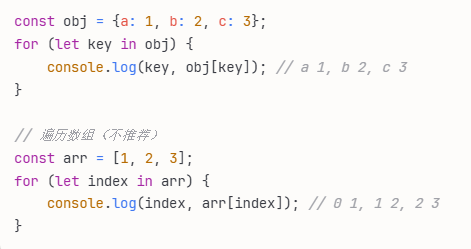 const obj = {a: 1, b: 2, c: 3};
for (let key in obj) {
    console.log(key, obj[key]); // a 1, b 2, c 3
}

// 遍历数组（不推荐）
const arr = [1, 2, 3];
for (let index in arr) {
    console.log(index, arr[index]); // 0 1, 1 2, 2 3
}